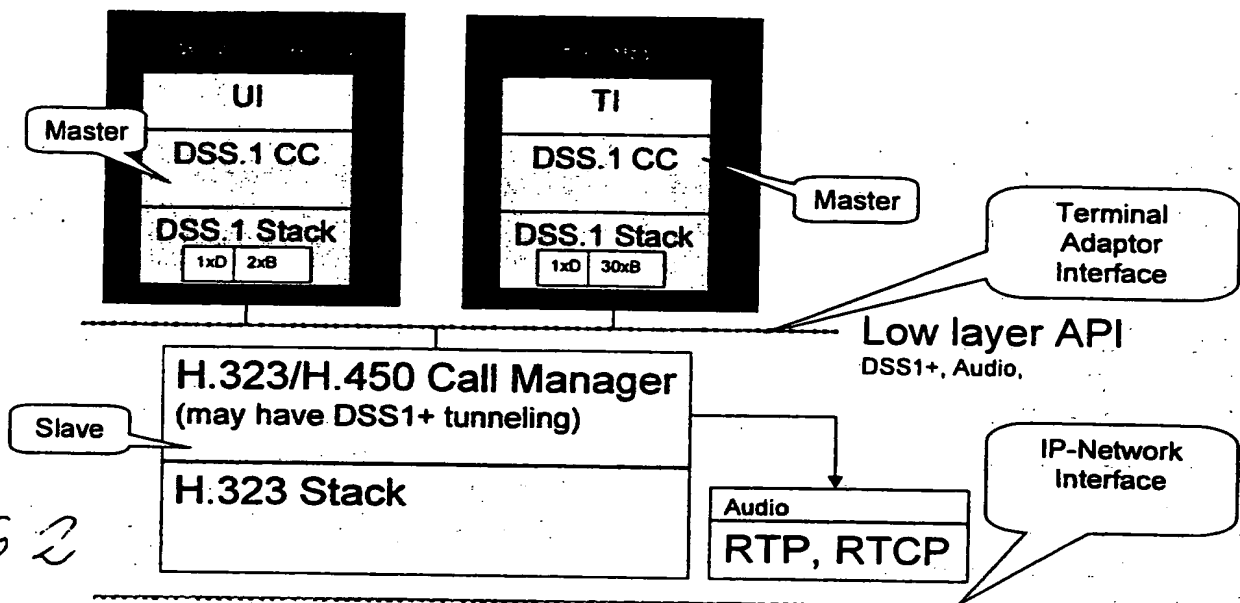 UI
TI
Master
DSS.1 CC
DSS.1 CC
Master
DSS.1 Stack
1xD 2xB
DSS.1 Stack
1xD 30xB
Terminal
Adaptor
Interface
Low layer API
DSS1+, Audio,
H.323/H.450 Call Manager
(may have DSS1+ tunneling)
Slave
H.323 Stack
IP-Network
Interface
Audio
RTP, RTCP
2